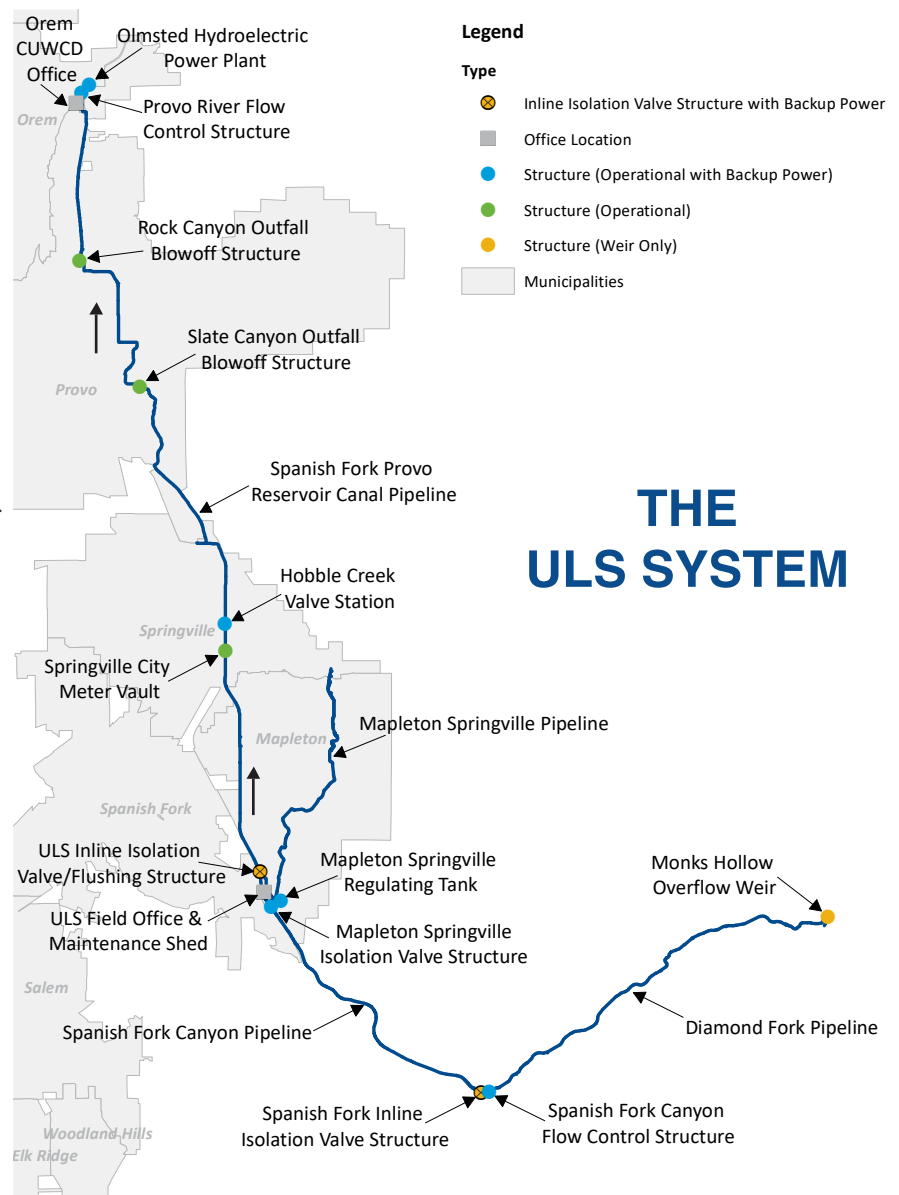 Orem
CUWCD
Office
Olmsted Hydroelectric
Power Plant
Provo River Flow
Control Structure
Orem
Legend
Type
Inline Isolation Valve Structure with Backup Power
Office Location
Structure (Operational with Backup Power)
Structure (Operational)
Structure (Weir Only)
Municipalities
Rock Canyon Outfall
Blowoff Structure
Slate Canyon Outfall
Blowoff Structure
Provo
Spanish Fork Provo
Reservoir Canal Pipeline
THE
ULS SYSTEM
Hobble Creek
Valve Station
Springville
Springville City
Meter Vault
Mapleton Springville Pipeline
Mapleton
Spanish Fork
ULS Inline Isolation
Valve/Flushing Structure
Mapleton Springville
Regulating Tank
Monks Hollow
Overflow Weir
ULS Field Office &
Maintenance Shed
Mapleton Springville
Isolation Valve Structure
Salem
Spanish Fork Canyon Pipeline
Diamond Fork Pipeline
Spanish Fork Inline
Isolation Valve Structure
Spanish Fork Canyon
Flow Control Structure
Woodland Hills
Elk Ridge